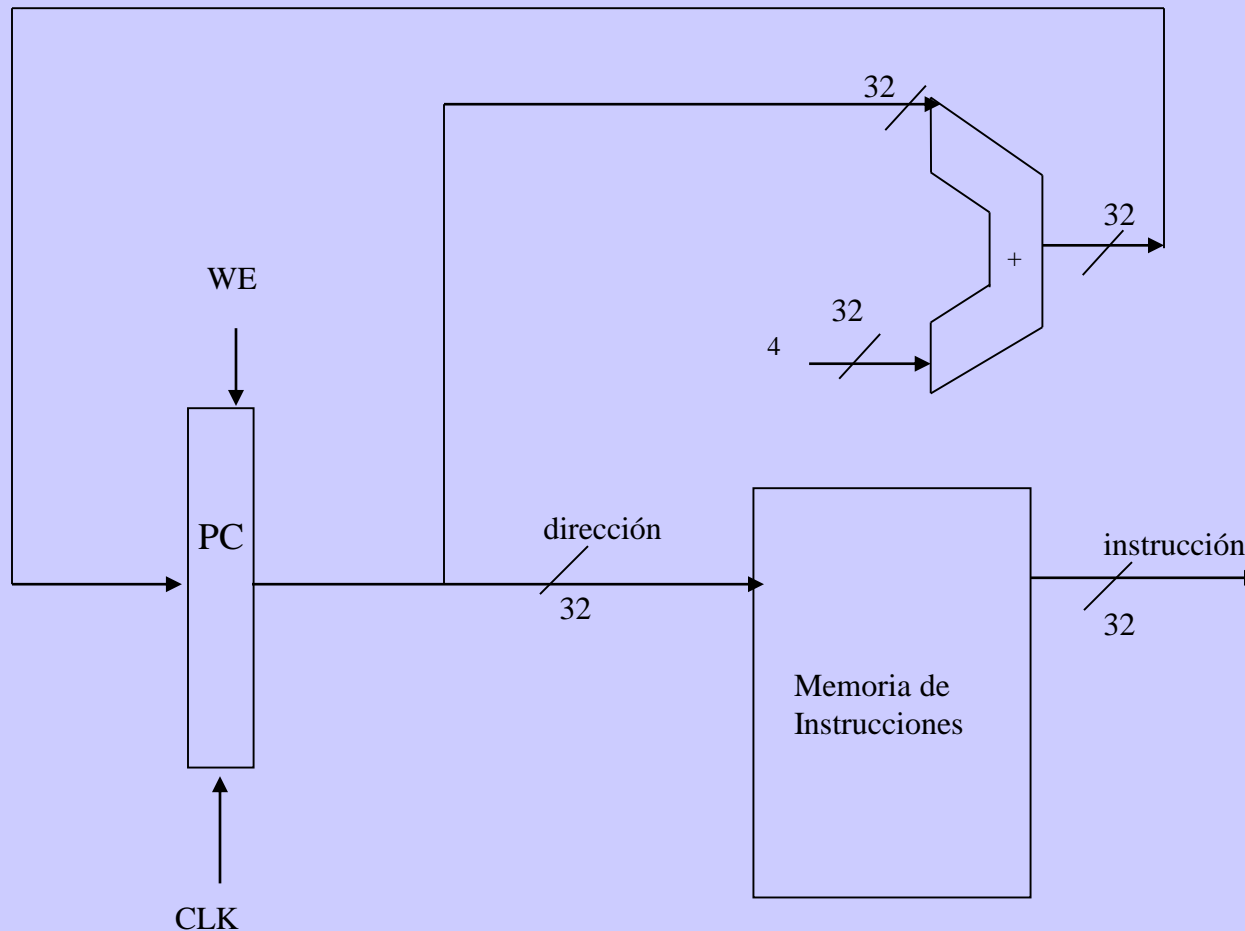 32
32
WE
32
4
+
PC
dirección
instrucción
32
32
Memoria de
Instrucciones
CLK